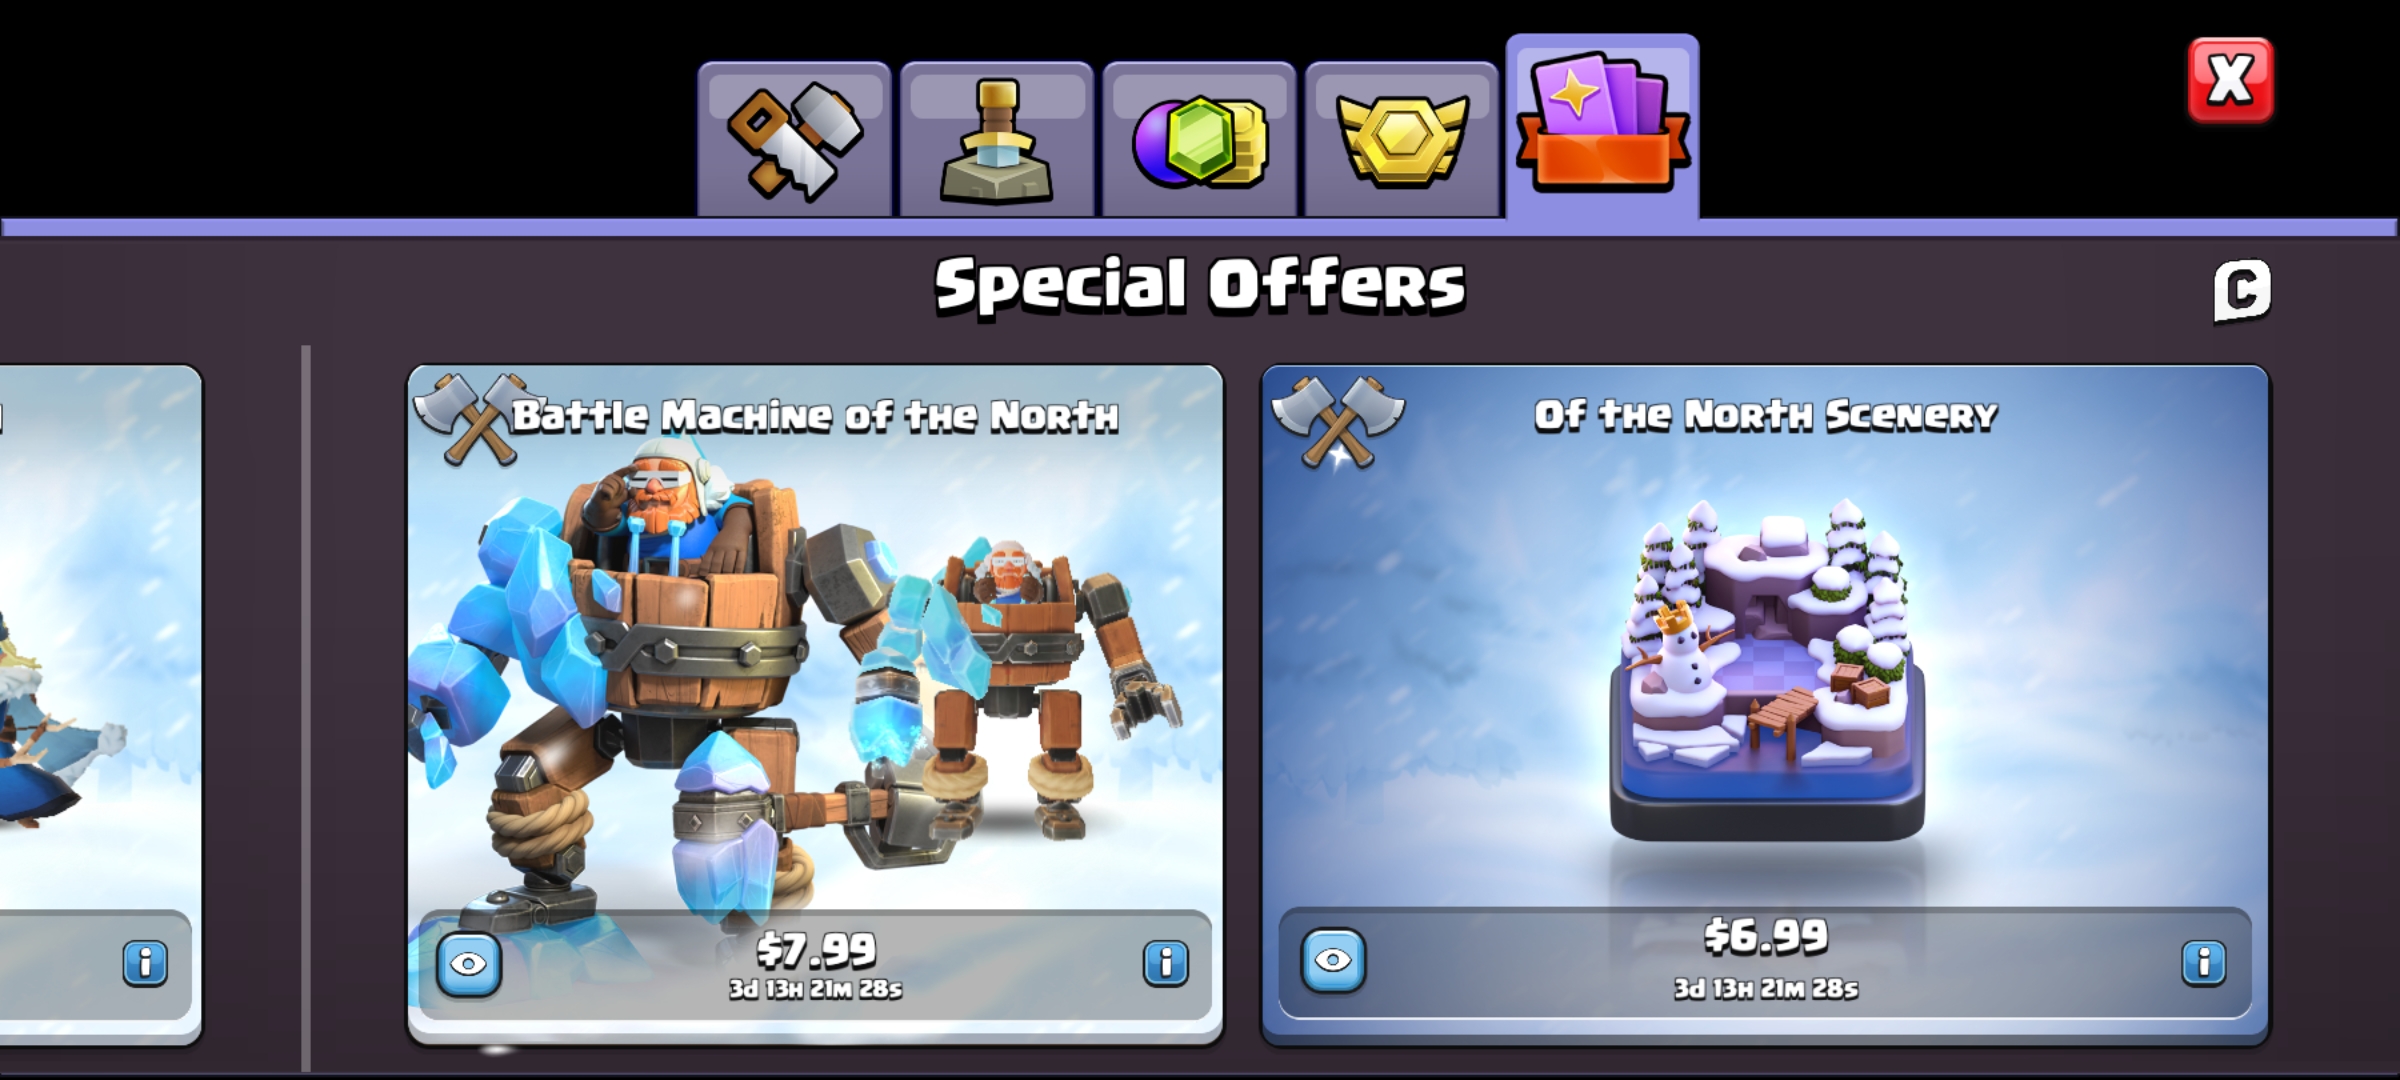 X
Special Offers
C
Battle Machine of the North
$7.99
3d 13h 21m 28s
i
Of the North Scenery
$6.99
3d 13h 21m 28s
i
i